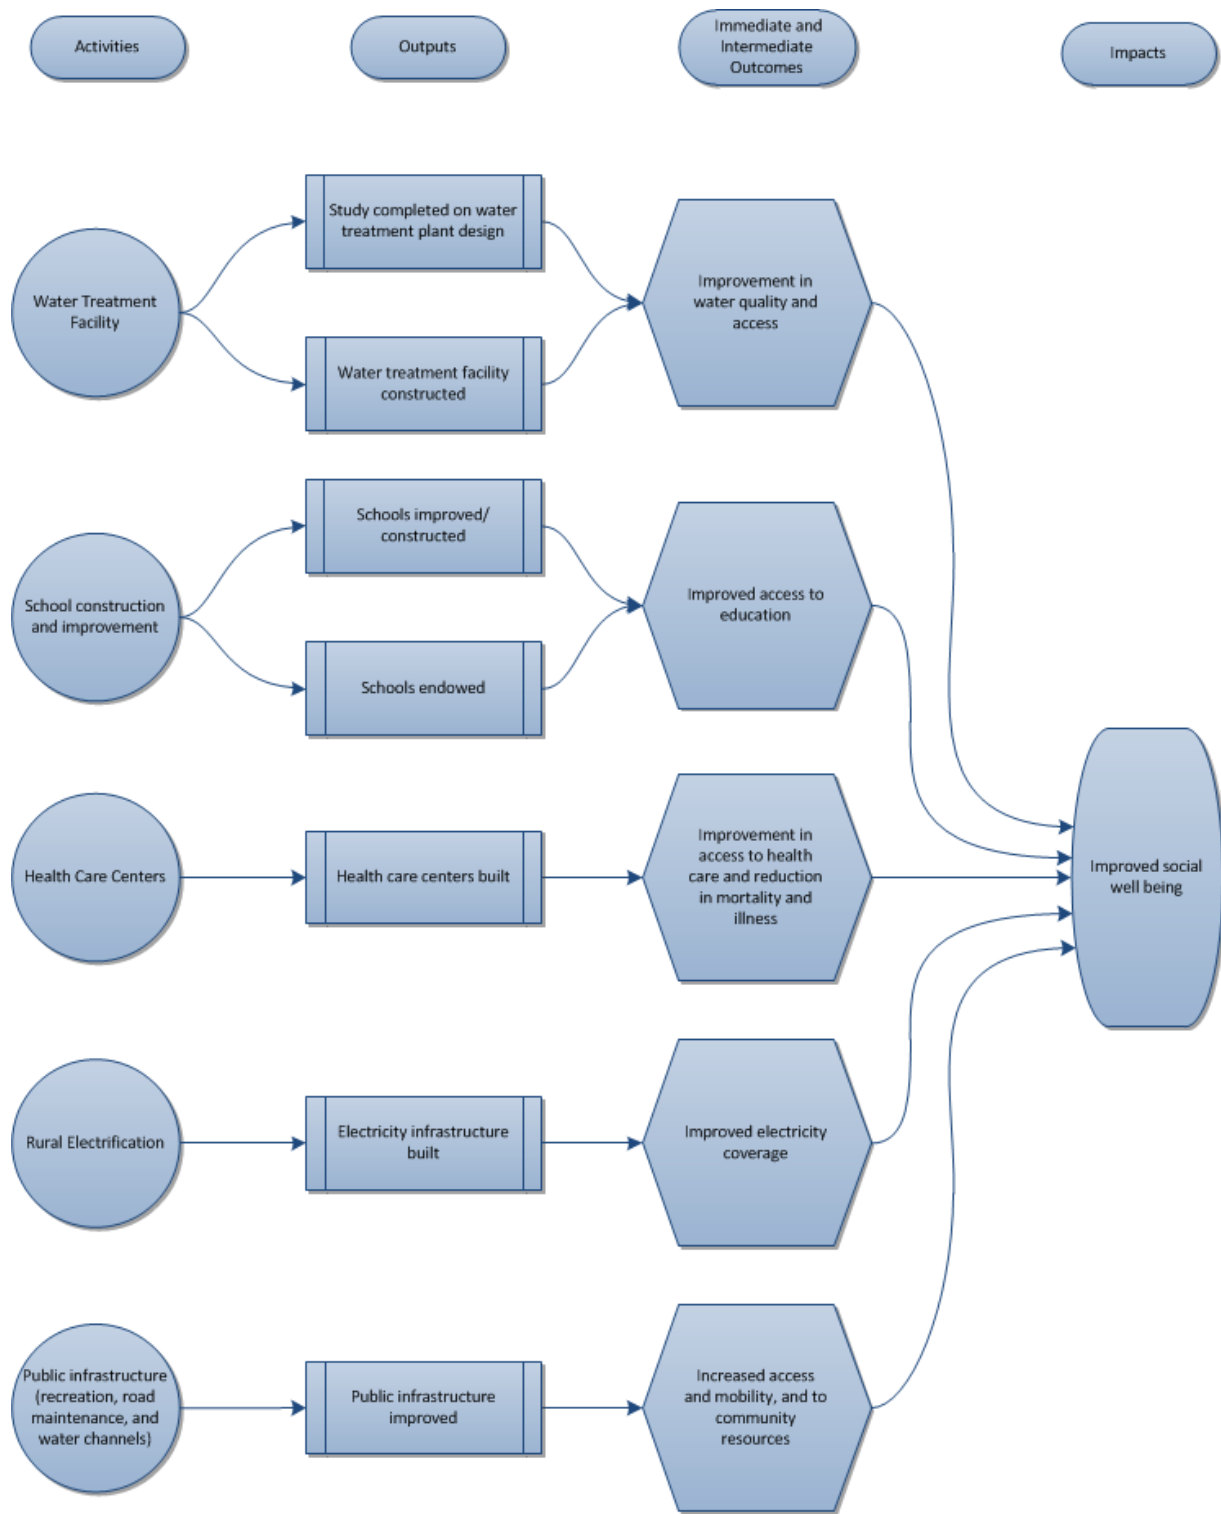 Activities
Outputs
Immediate and
Intermediate
Outcomes
Impacts
Water Treatment
Facility
Study completed on water
treatment plant design
Water treatment facility
constructed
Improvement in
water quality and
access
School construction
and improvement
Schools improved/
constructed
Schools endowed
Improved access to
education
Health Care Centers
Health care centers built
Improvement in
access to health
care and reduction
in mortality and
illness
Improved social
well being
Rural Electrification
Electricity infrastructure
built
Improved electricity
coverage
Public infrastructure
(recreation, road
maintenance, and
water channels)
Public infrastructure
improved
Increased access
and mobility, and to
community
resources